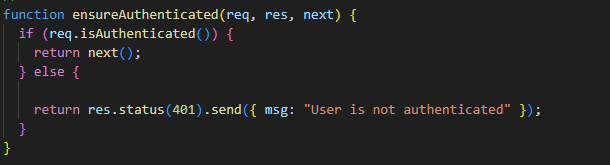 function ensureAuthenticated(req, res, next) {
if (req.isAuthenticated()) {
return next();
} else {
return res.status(401).send({ msg: "User is not authenticated" });
}
}